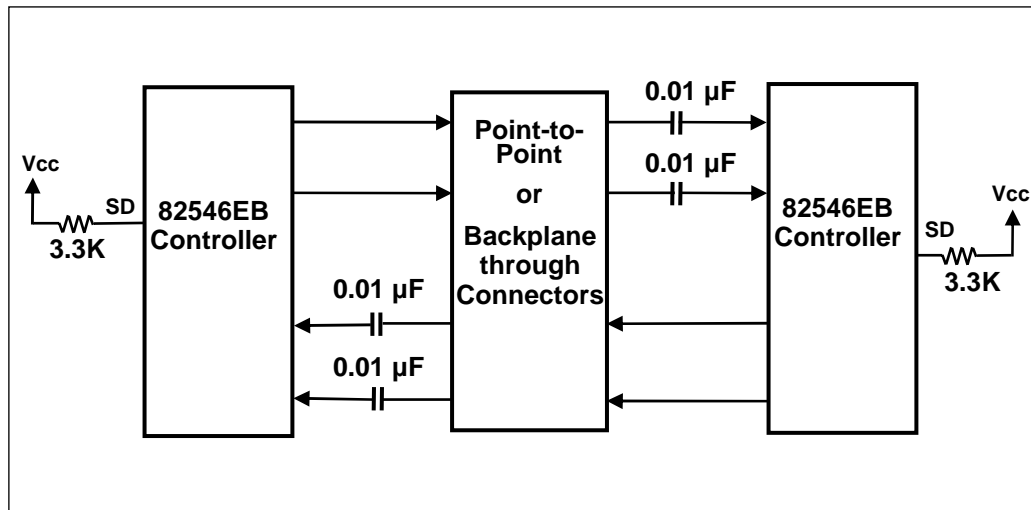 Vcc
SD
3.3K
82546EB
Controller
0.01 µF
0.01 µF
Point-to-
Point
or
Backplane
through
Connectors
0.01 µF
0.01 µF
82546EB
Controller
SD
Vcc
3.3K